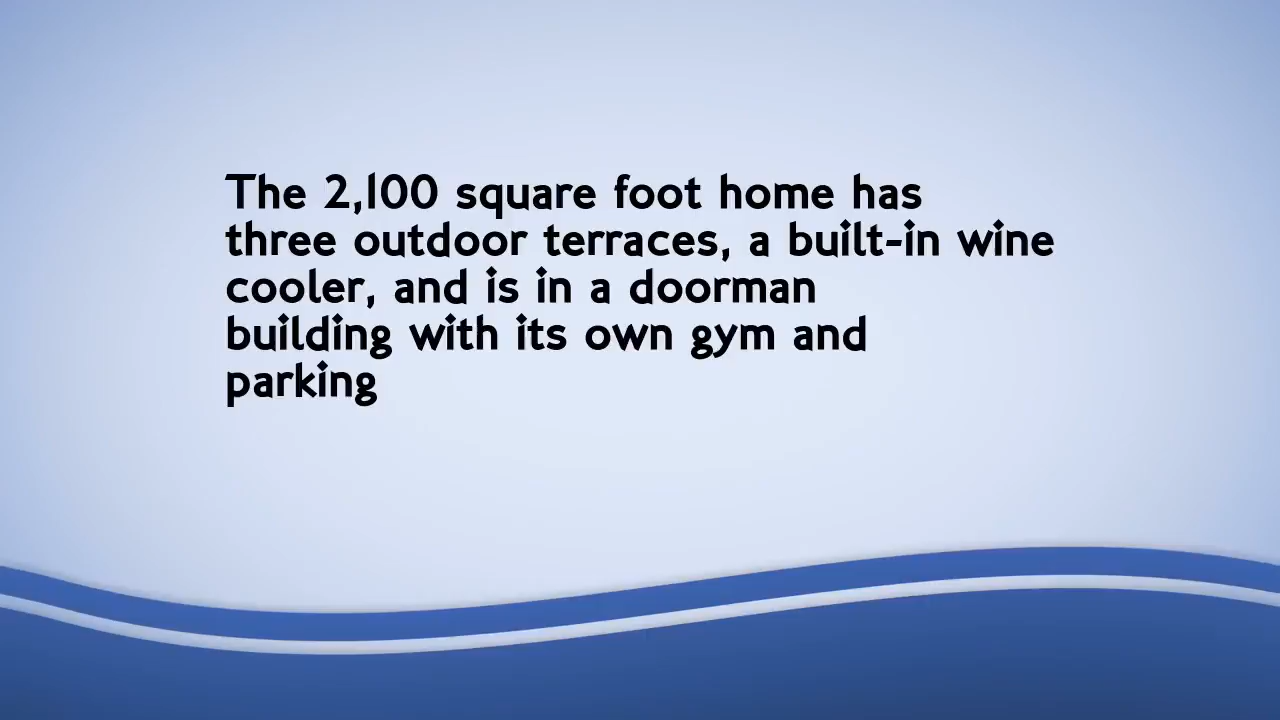 The 2,100 square foot home has
three outdoor terraces, a built-in wine
cooler, and is in a doorman
building with its own gym and
parking